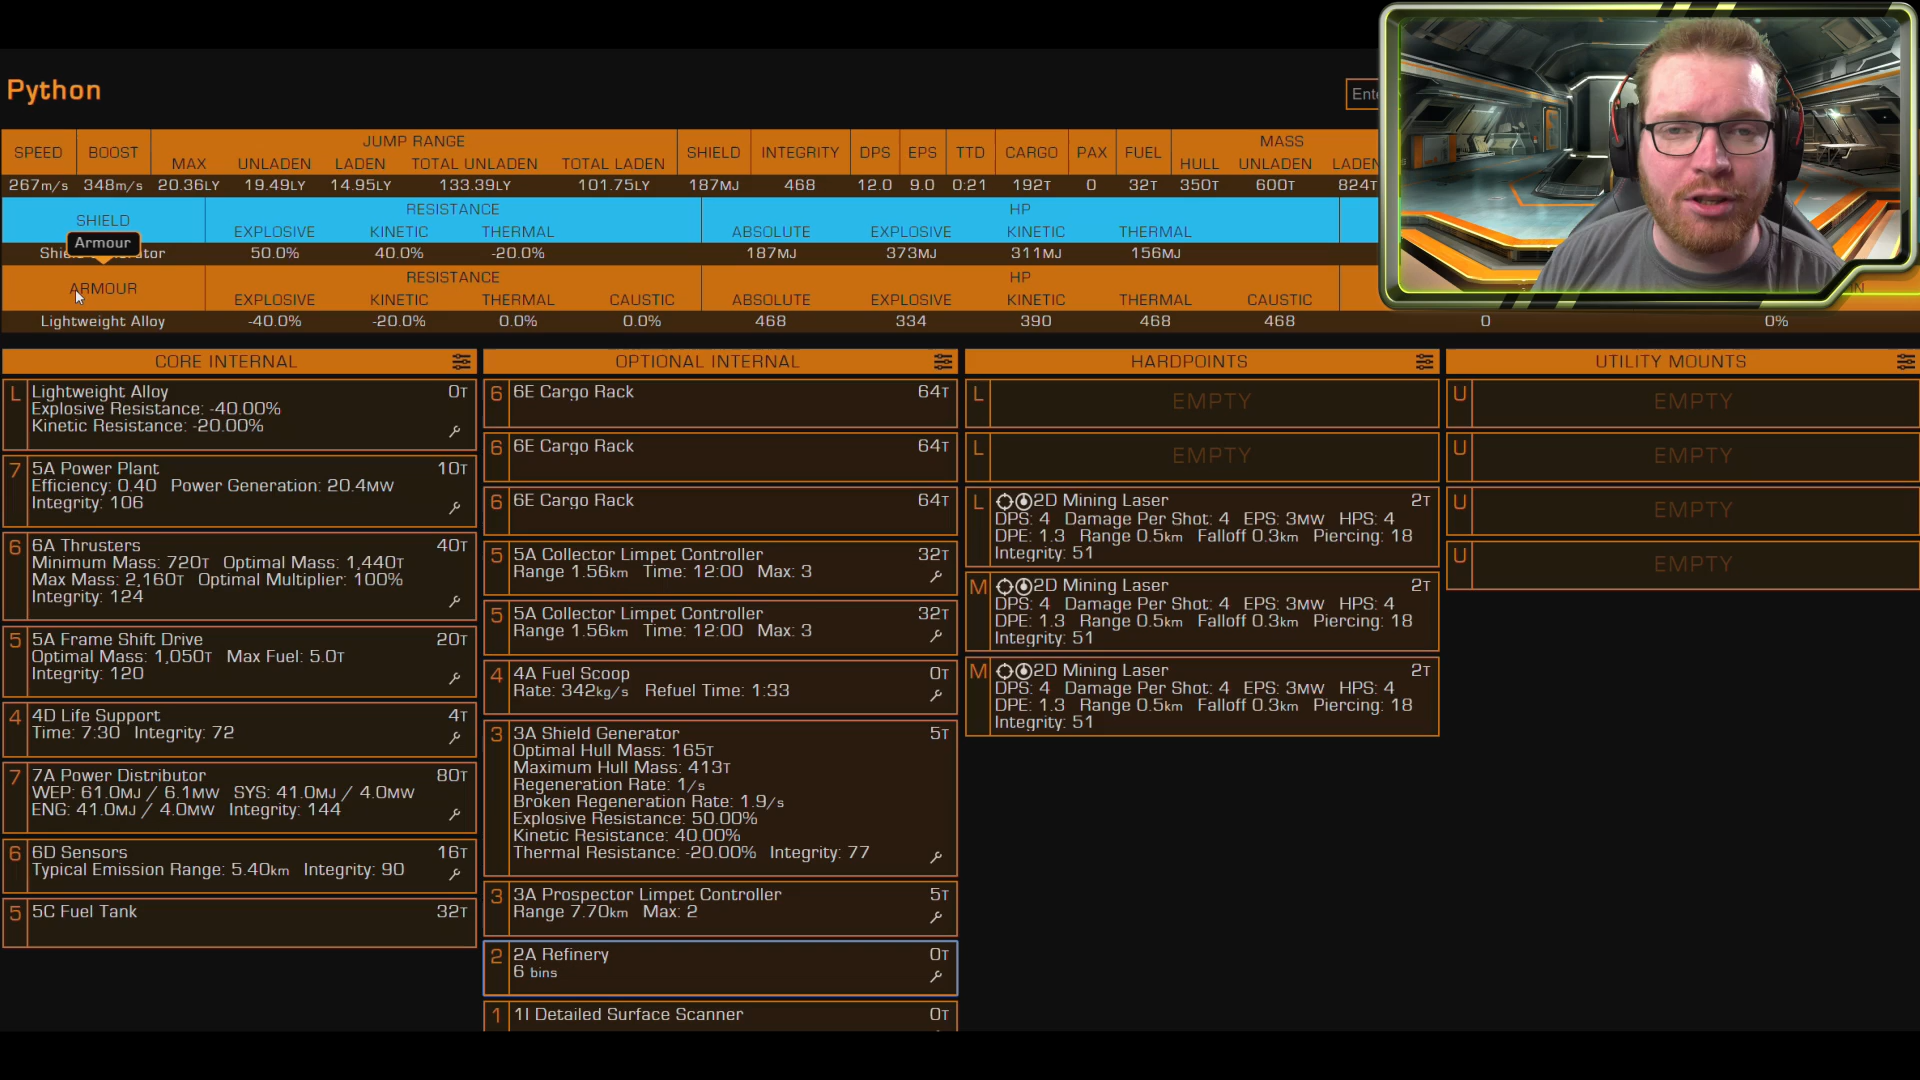 Python
Ente
SPEED BOOST JUMP RANGE SHIELD INTEGRITY DPS EPS TTD CARGO PAX FUEL MASS
MAX UNLADEN LADEN TOTAL UNLADEN TOTAL LADEN HULL UNLADEN LADEN
267m/s 348m/s 20.36LY 19.49LY 14.95LY 133.39LY 101.75LY 187MJ 468 12.0 9.0 0:21 192T 0 32T 350T 600T 824T
SHIELD RESISTANCE HP
EXPLOSIVE KINETIC THERMAL ABSOLUTE EXPLOSIVE KINETIC THERMAL
Armour
50.0% 40.0% -20.0% 187MJ 373MJ 311MJ 156MJ
ARMOUR RESISTANCE HP
EXPLOSIVE KINETIC THERMAL CAUSTIC ABSOLUTE EXPLOSIVE KINETIC THERMAL CAUSTIC
Lightweight Alloy -40.0% -20.0% 0.0% 0.0% 468 334 390 468 468 0 0%
CORE INTERNAL
L Lightweight Alloy 0T
Explosive Resistance: -40.00%
Kinetic Resistance: -20.00%
7 5A Power Plant 10T
Efficiency: 0.40 Power Generation: 20.4MW
Integrity: 106
6 6A Thrusters 40T
Minimum Mass: 720T Optimal Mass: 1,440T
Max Mass: 2,160T Optimal Multiplier: 100%
Integrity: 124
5 5A Frame Shift Drive 20T
Optimal Mass: 1,050T Max Fuel: 5.0T
Integrity: 120
4 4D Life Support 4T
Time: 7:30 Integrity: 72
7 7A Power Distributor 80T
WEP: 61.0MJ / 6.1MW SYS: 41.0MJ / 4.0MW
ENG: 41.0MJ / 4.0MW Integrity: 144
6 6D Sensors 16T
Typical Emission Range: 5.40km Integrity: 90
5 5C Fuel Tank 32T
OPTIONAL INTERNAL
6 6E Cargo Rack 64T
6 6E Cargo Rack 64T
6 6E Cargo Rack 64T
5 5A Collector Limpet Controller 32T
Range 1.56km Time: 12:00 Max: 3
5 5A Collector Limpet Controller 32T
Range 1.56km Time: 12:00 Max: 3
4 4A Fuel Scoop 0T
Rate: 342kg/s Refuel Time: 1:33
3 3A Shield Generator 5T
Optimal Hull Mass: 165T
Maximum Hull Mass: 413T
Regeneration Rate: 1/s
Broken Regeneration Rate: 1.9/s
Explosive Resistance: 50.00%
Kinetic Resistance: 40.00%
Thermal Resistance: -20.00% Integrity: 77
3 3A Prospector Limpet Controller 5T
Range 7.70km Max: 2
2 2A Refinery 0T
6 bins
1 1I Detailed Surface Scanner 0T
HARDPOINTS
L EMPTY
L EMPTY
L 2D Mining Laser 2T
DPS: 4 Damage Per Shot: 4 EPS: 3MW HPS: 4
DPE: 1.3 Range 0.5km Falloff 0.3km Piercing: 18
Integrity: 51
M 2D Mining Laser 2T
DPS: 4 Damage Per Shot: 4 EPS: 3MW HPS: 4
DPE: 1.3 Range 0.5km Falloff 0.3km Piercing: 18
Integrity: 51
M 2D Mining Laser 2T
DPS: 4 Damage Per Shot: 4 EPS: 3MW HPS: 4
DPE: 1.3 Range 0.5km Falloff 0.3km Piercing: 18
Integrity: 51
UTILITY MOUNTS
U EMPTY
U EMPTY
U EMPTY
U EMPTY